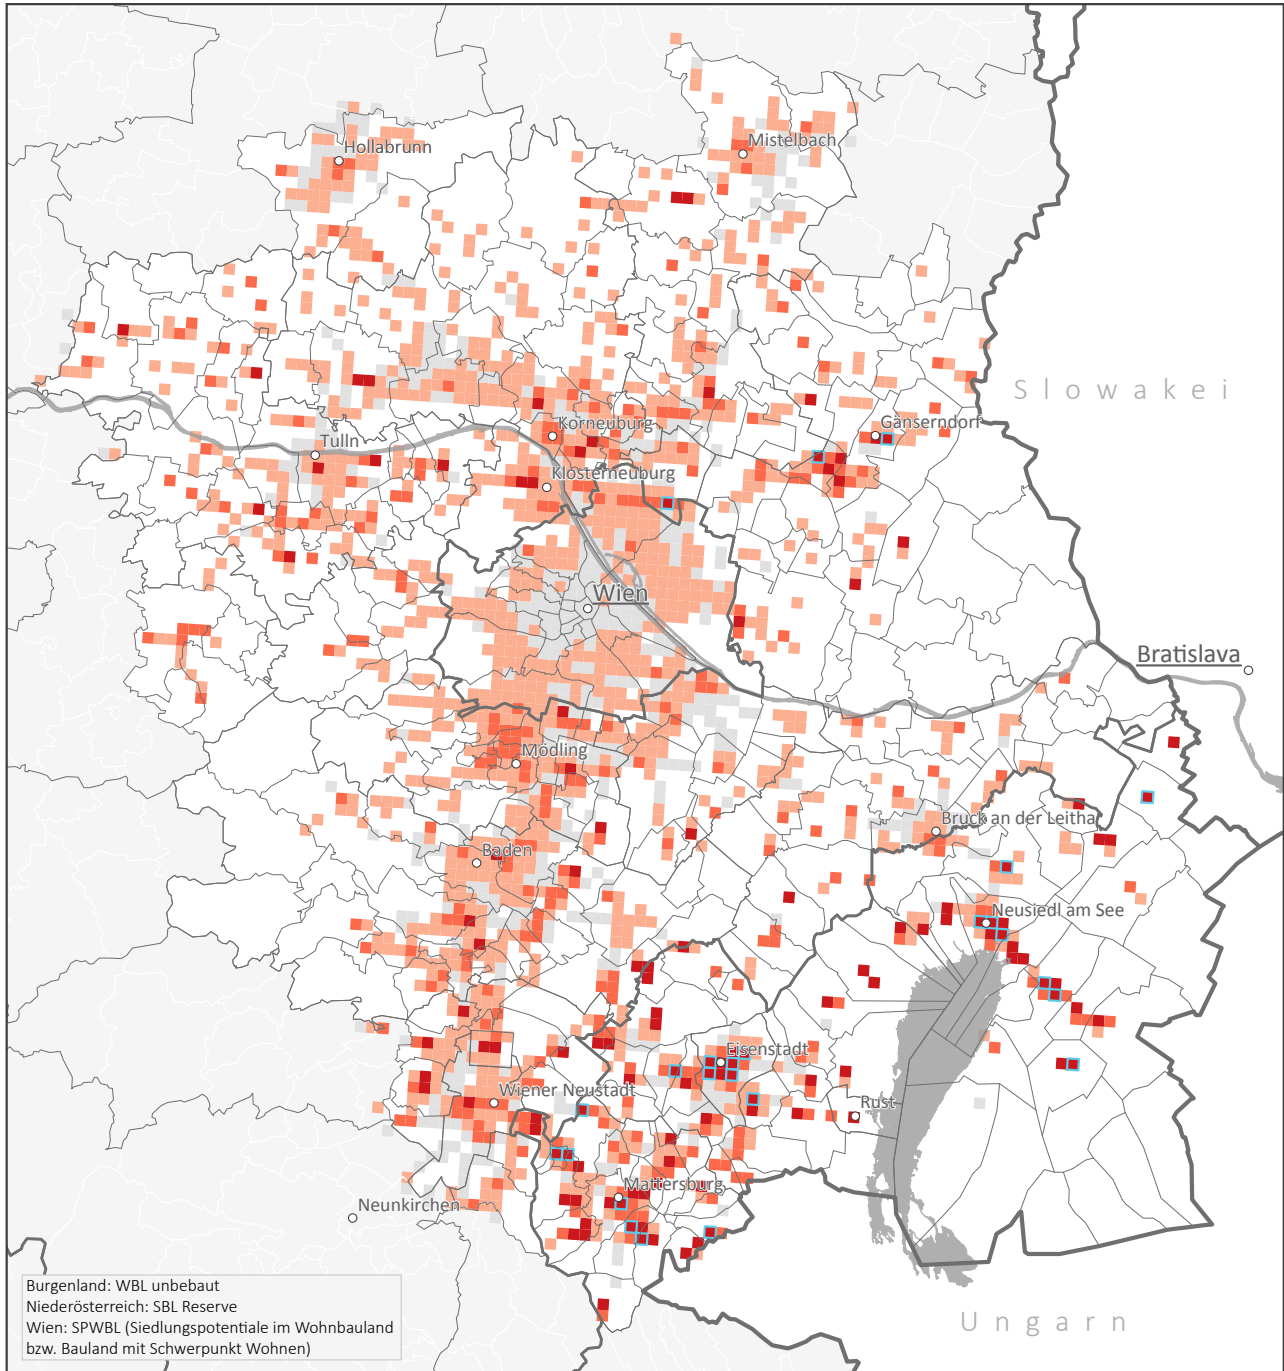 Hollabrunn
Mistelbach
Slowakei
Gänserndorf
Korneuburg
Tulln
Klosterneuburg
Wien
Bratislava
Mödling
Bruck an der Leitha
Baden
Neusiedl am See
Eisenstadt
Wiener Neustadt
Rust
Mattersburg
Neunkirchen
Burgenland: WBL unbebaut
Niederösterreich: SBL Reserve
Wien: SPWBL (Siedlungspotentiale im Wohnbauland
bzw. Bauland mit Schwerpunkt Wohnen)
Ungarn